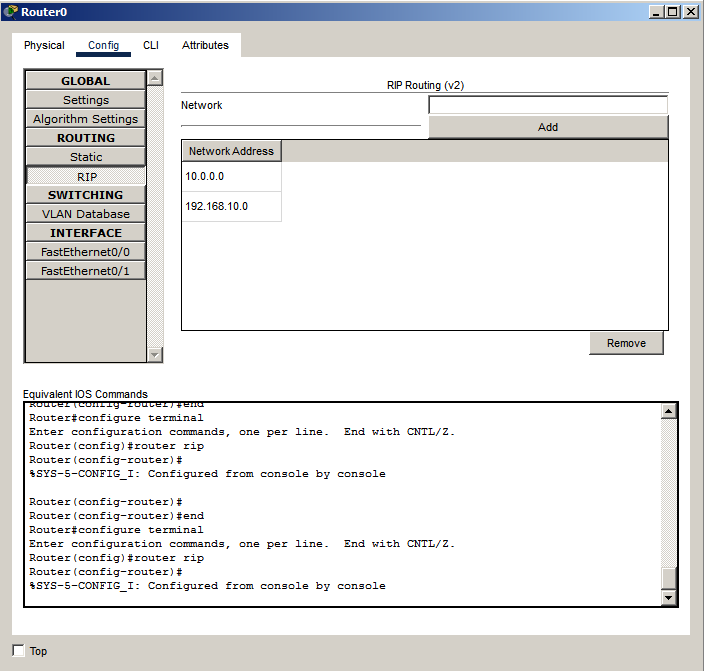 Router0
Physical
Config
CLI
Attributes
GLOBAL
Settings
Algorithm Settings
ROUTING
Static
RIP
SWITCHING
VLAN Database
INTERFACE
FastEthernet0/0
FastEthernet0/1
RIP Routing (v2)
Network
Add
Network Address
10.0.0.0
192.168.10.0
Remove
Equivalent IOS Commands
Router(config-router)#end
Router#configure terminal
Enter configuration commands, one per line.  End with CNTL/Z.
Router(config)#router rip
Router(config-router)#
%SYS-5-CONFIG_I: Configured from console by console
Router(config-router)#
Router(config-router)#end
Router#configure terminal
Enter configuration commands, one per line.  End with CNTL/Z.
Router(config)#router rip
Router(config-router)#
%SYS-5-CONFIG_I: Configured from console by console
Top